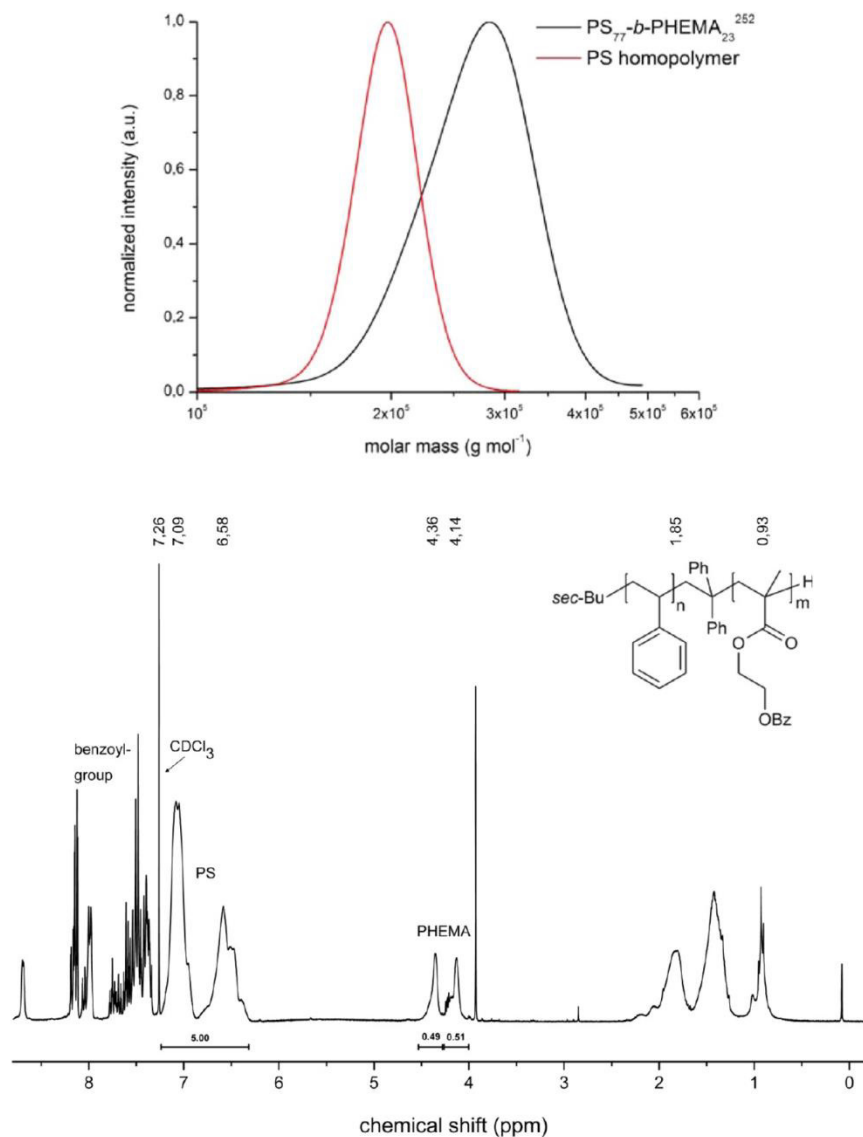 PS₇₇-b-PHEMA₂₃²⁵²
PS homopolymer
normalized intensity (a.u.)
1,0
0,8
0,6
0,4
0,2
0,0
10⁵
2x10⁵
3x10⁵
4x10⁵
5x10⁵
6x10⁵
molar mass (g mol⁻¹)
7,26
7,09
6,58
4,36
4,14
1,85
0,93
sec-Bu
n
Ph
Ph
m
H
O
O
OBz
benzoyl-
group
CDCl₃
PS
PHEMA
5.00
0.49
0.51
8
7
6
5
4
3
2
1
0
chemical shift (ppm)